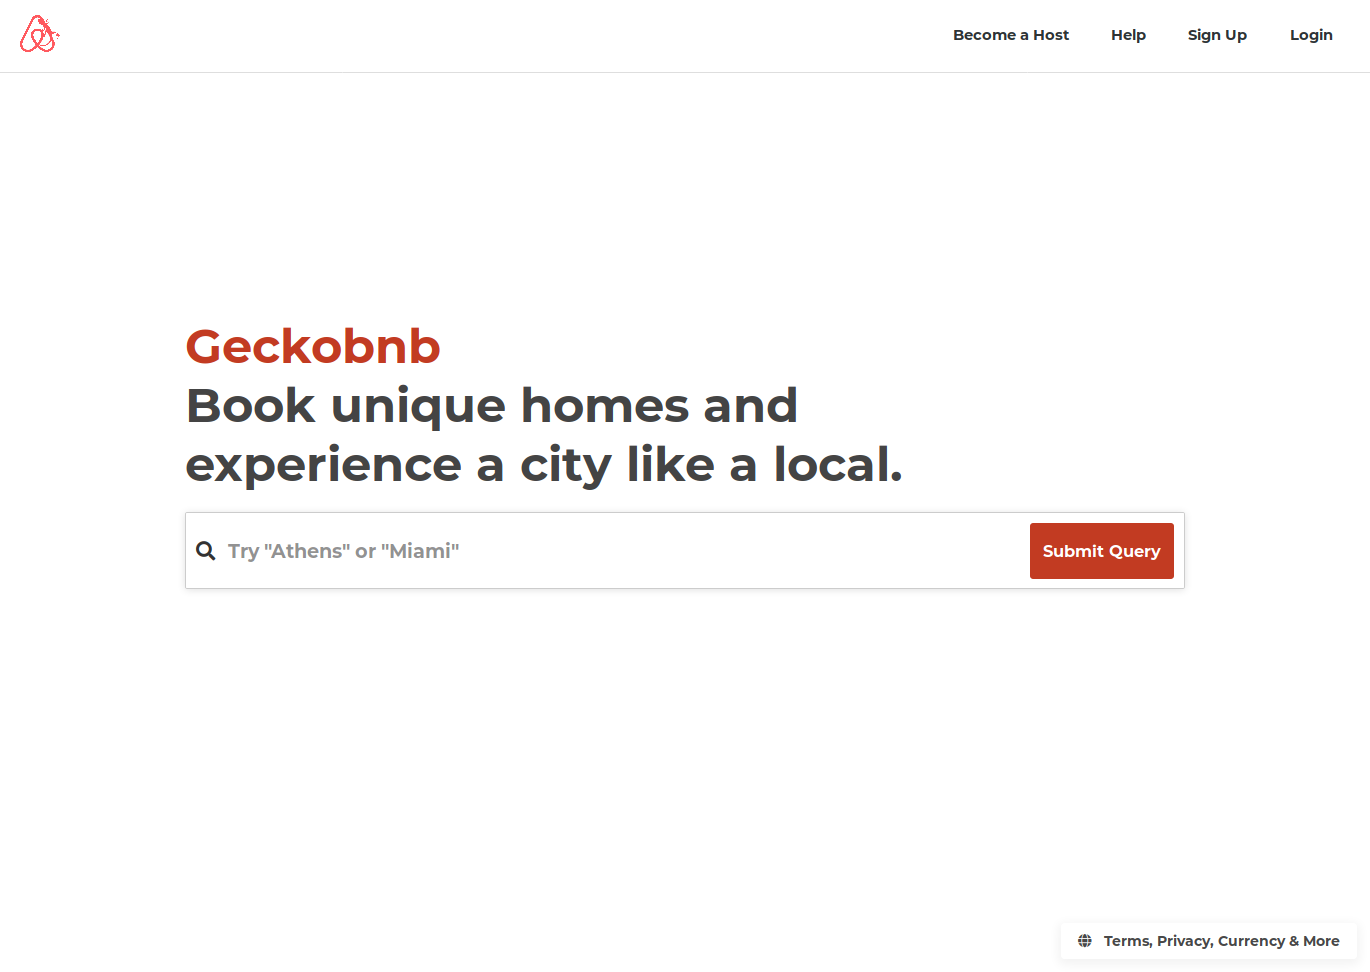 Become a Host Help Sign Up Login
Geckobnb
Book unique homes and
experience a city like a local.
Try "Athens" or "Miami" Submit Query
Terms, Privacy, Currency & More